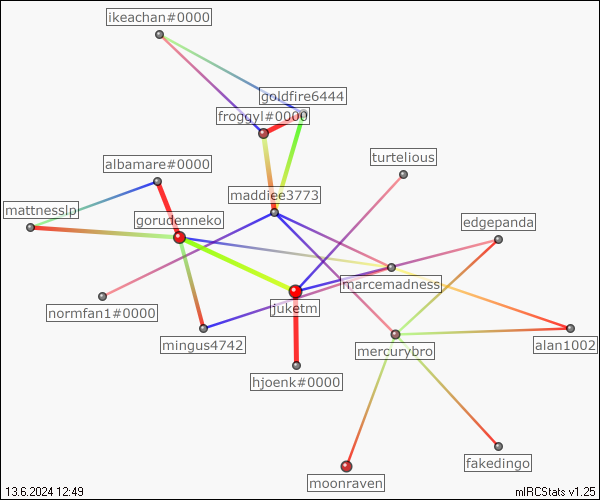 ikeachan#0000
goldfire6444
froggyl#0000
turtelious
albamare#0000
maddiee3773
mattnesslp
gorudenneko
edgepanda
marcemadness
normfan1#0000
juketm
mingus4742
mercurybro
alan1002
hjoenk#0000
fakedingo
moonraven
13.6.2024 12:49
mIRCStats v1.25